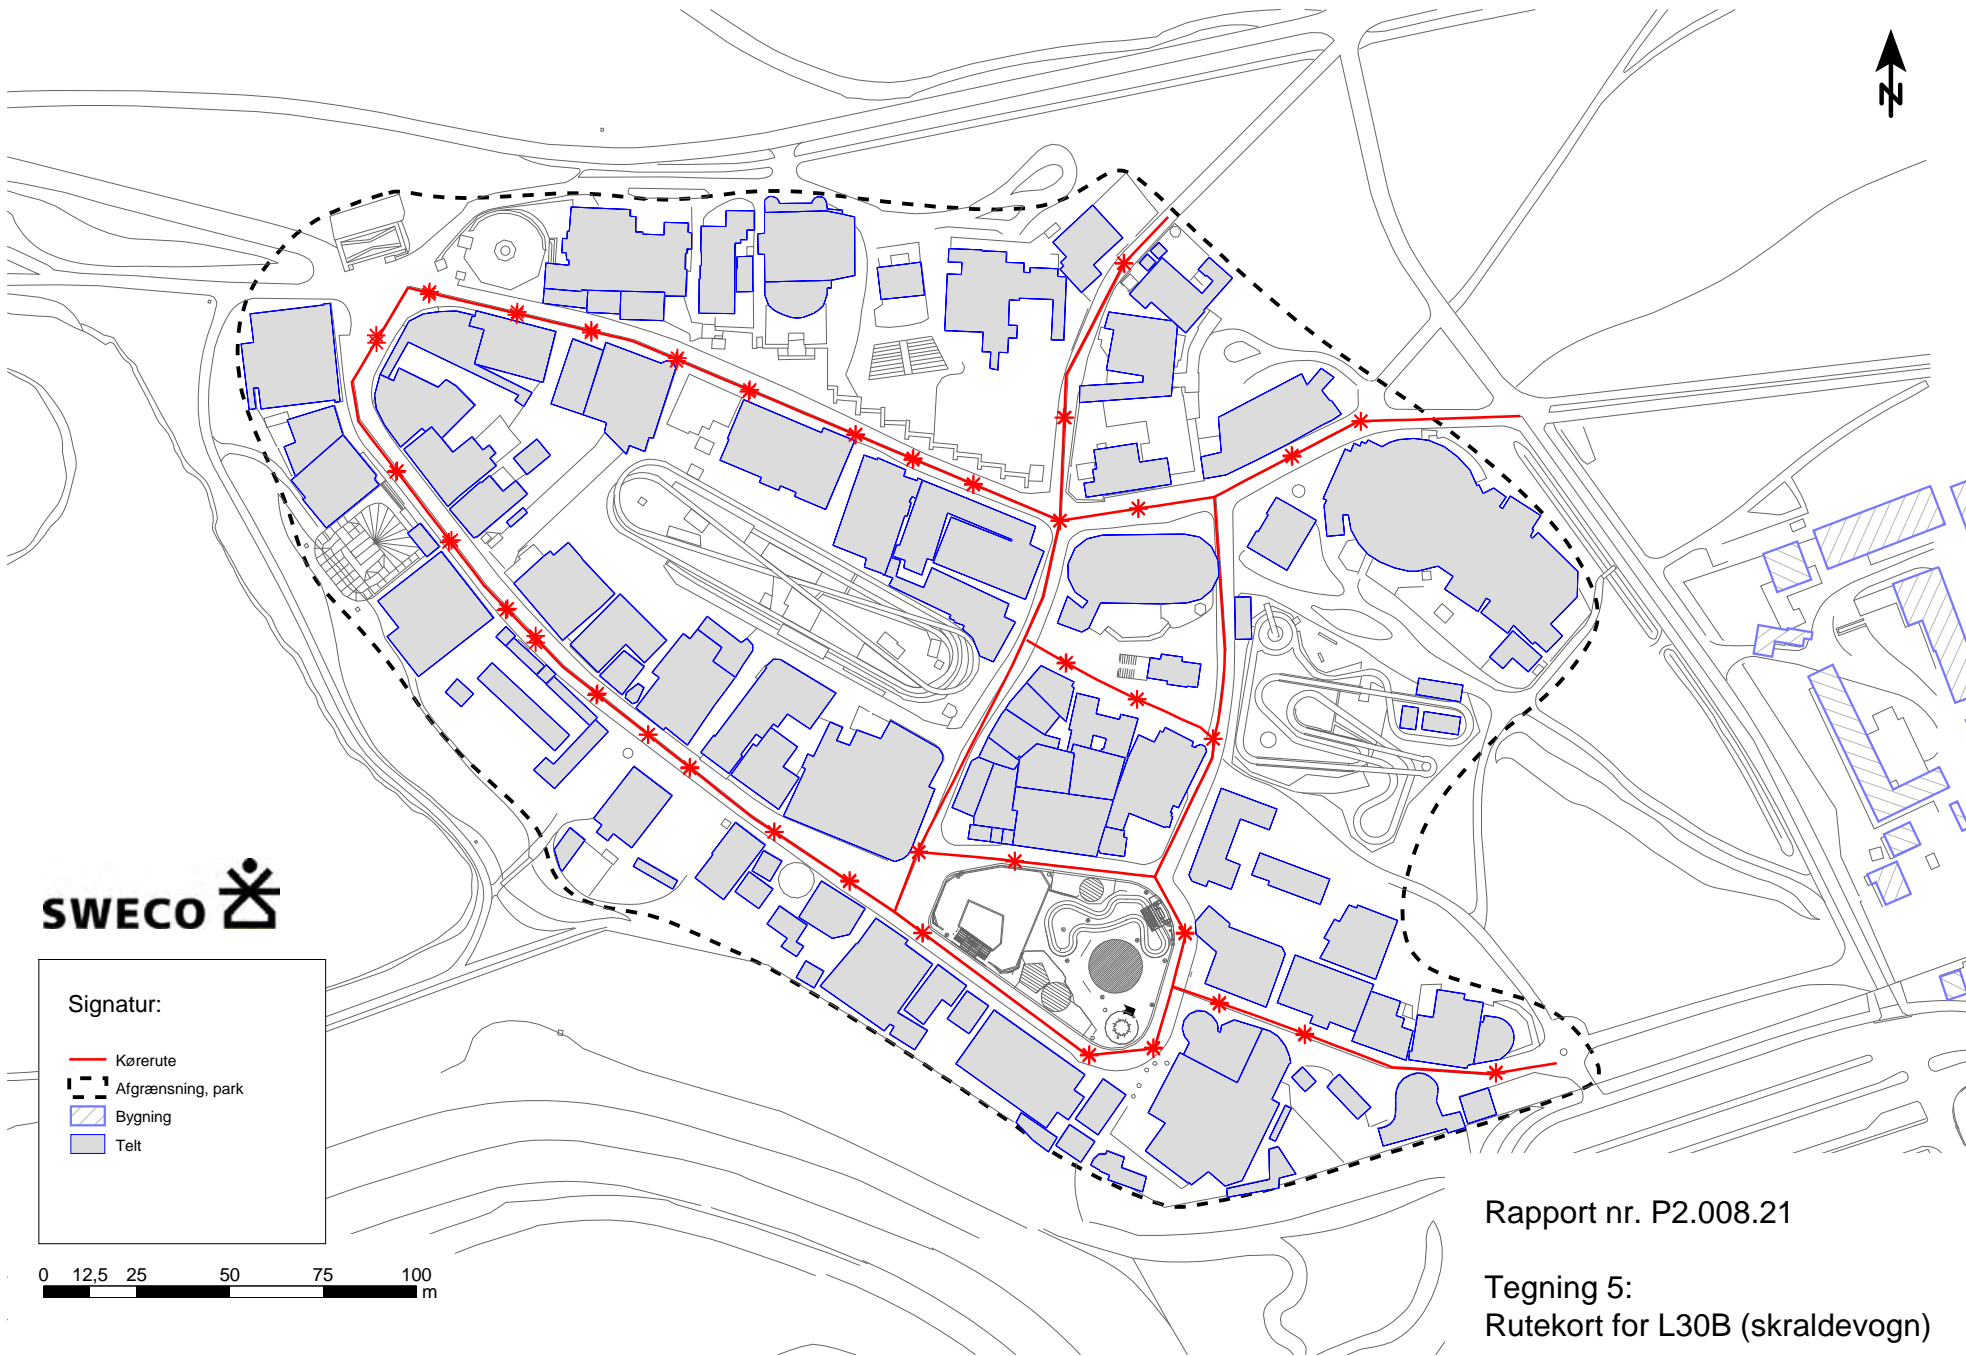 N
SWECO
Signatur:
Kørerute
Afgrænsning, park
Bygning
Telt
0 12,5 25 50 75 100
m
Rapport nr. P2.008.21
Tegning 5:
Rutekort for L30B (skraldevogn)